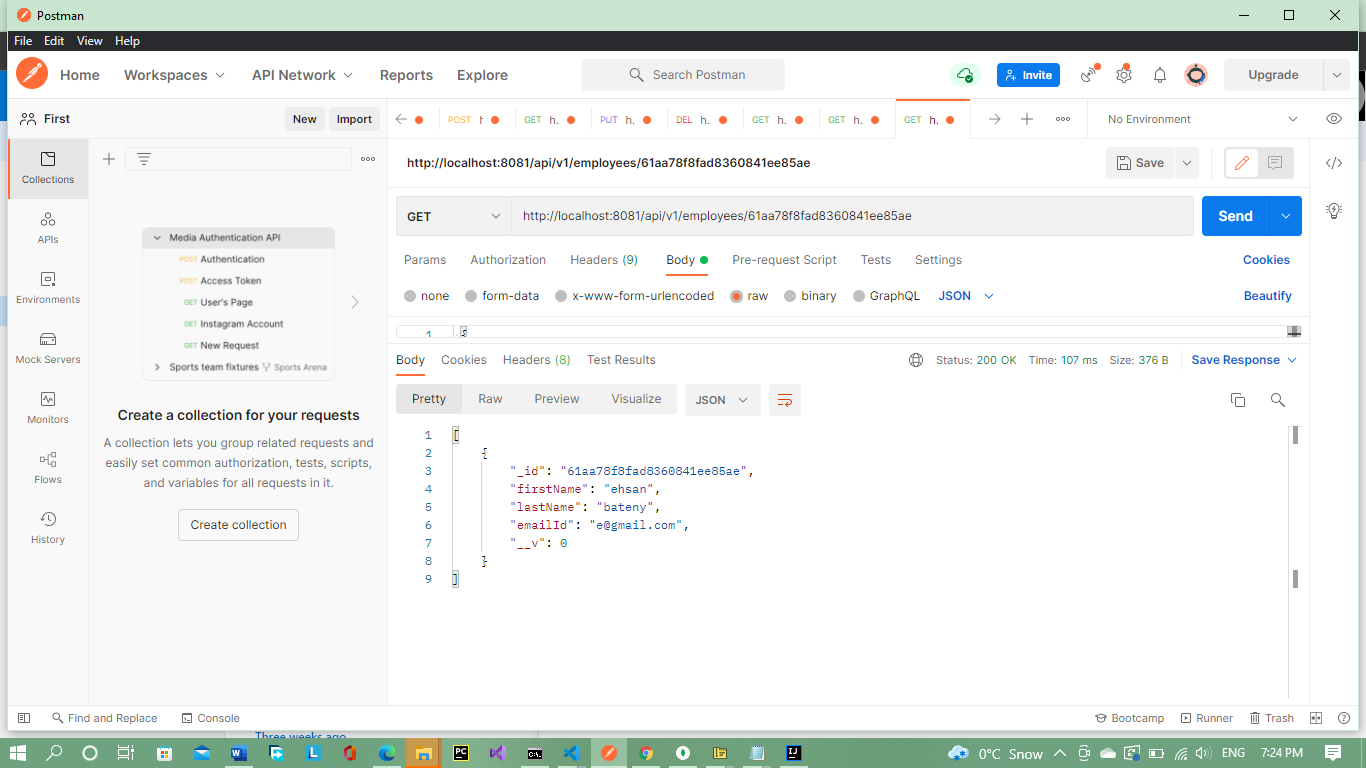 Postman
File Edit View Help
Home Workspaces API Network Reports Explore Search Postman Invite Upgrade
First New Import
POST h GET h. PUT h. DEL h. GET h. GET h. GET h. No Environment
http://localhost:8081/api/v1/employees/61aa78f8fad8360841ee85ae Save
GET http://localhost:8081/api/v1/employees/61aa78f8fad8360841ee85ae Send
Params Authorization Headers (9) Body Pre-request Script Tests Settings Cookies
none form-data x-www-form-urlencoded raw binary GraphQL JSON Beautify
1 {
Body Cookies Headers (8) Test Results Status: 200 OK Time: 107 ms Size: 376 B Save Response
Pretty Raw Preview Visualize JSON
1 [
2 {
3 "_id": "61aa78f8fad8360841ee85ae",
4 "firstName": "ehsan",
5 "lastName": "bateny",
6 "emailId": "e@gmail.com",
7 "__v": 0
8 }
9 ]
Collections
APIs
Environments
Mock Servers
Monitors
Flows
History
Media Authentication API
POST Authentication
POST Access Token
GET User's Page
GET Instagram Account
GET New Request
Sports team fixtures Sports Arena
Create a collection for your requests
A collection lets you group related requests and
easily set common authorization, tests, scripts,
and variables for all requests in it.
Create collection
Find and Replace Console Bootcamp Runner Trash
Three weeks ago
0°C Snow ENG 7:24 PM